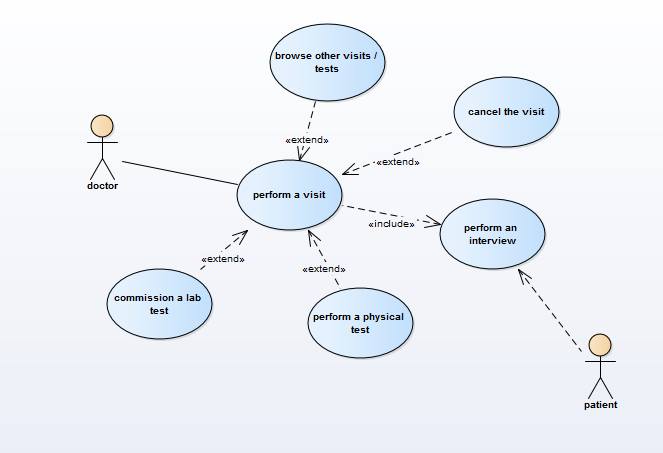 browse other visits /
tests
cancel the visit
«extend»
«extend»
doctor
perform a visit
«include»
perform an
interview
«extend»
«extend»
commission a lab
test
perform a physical
test
patient